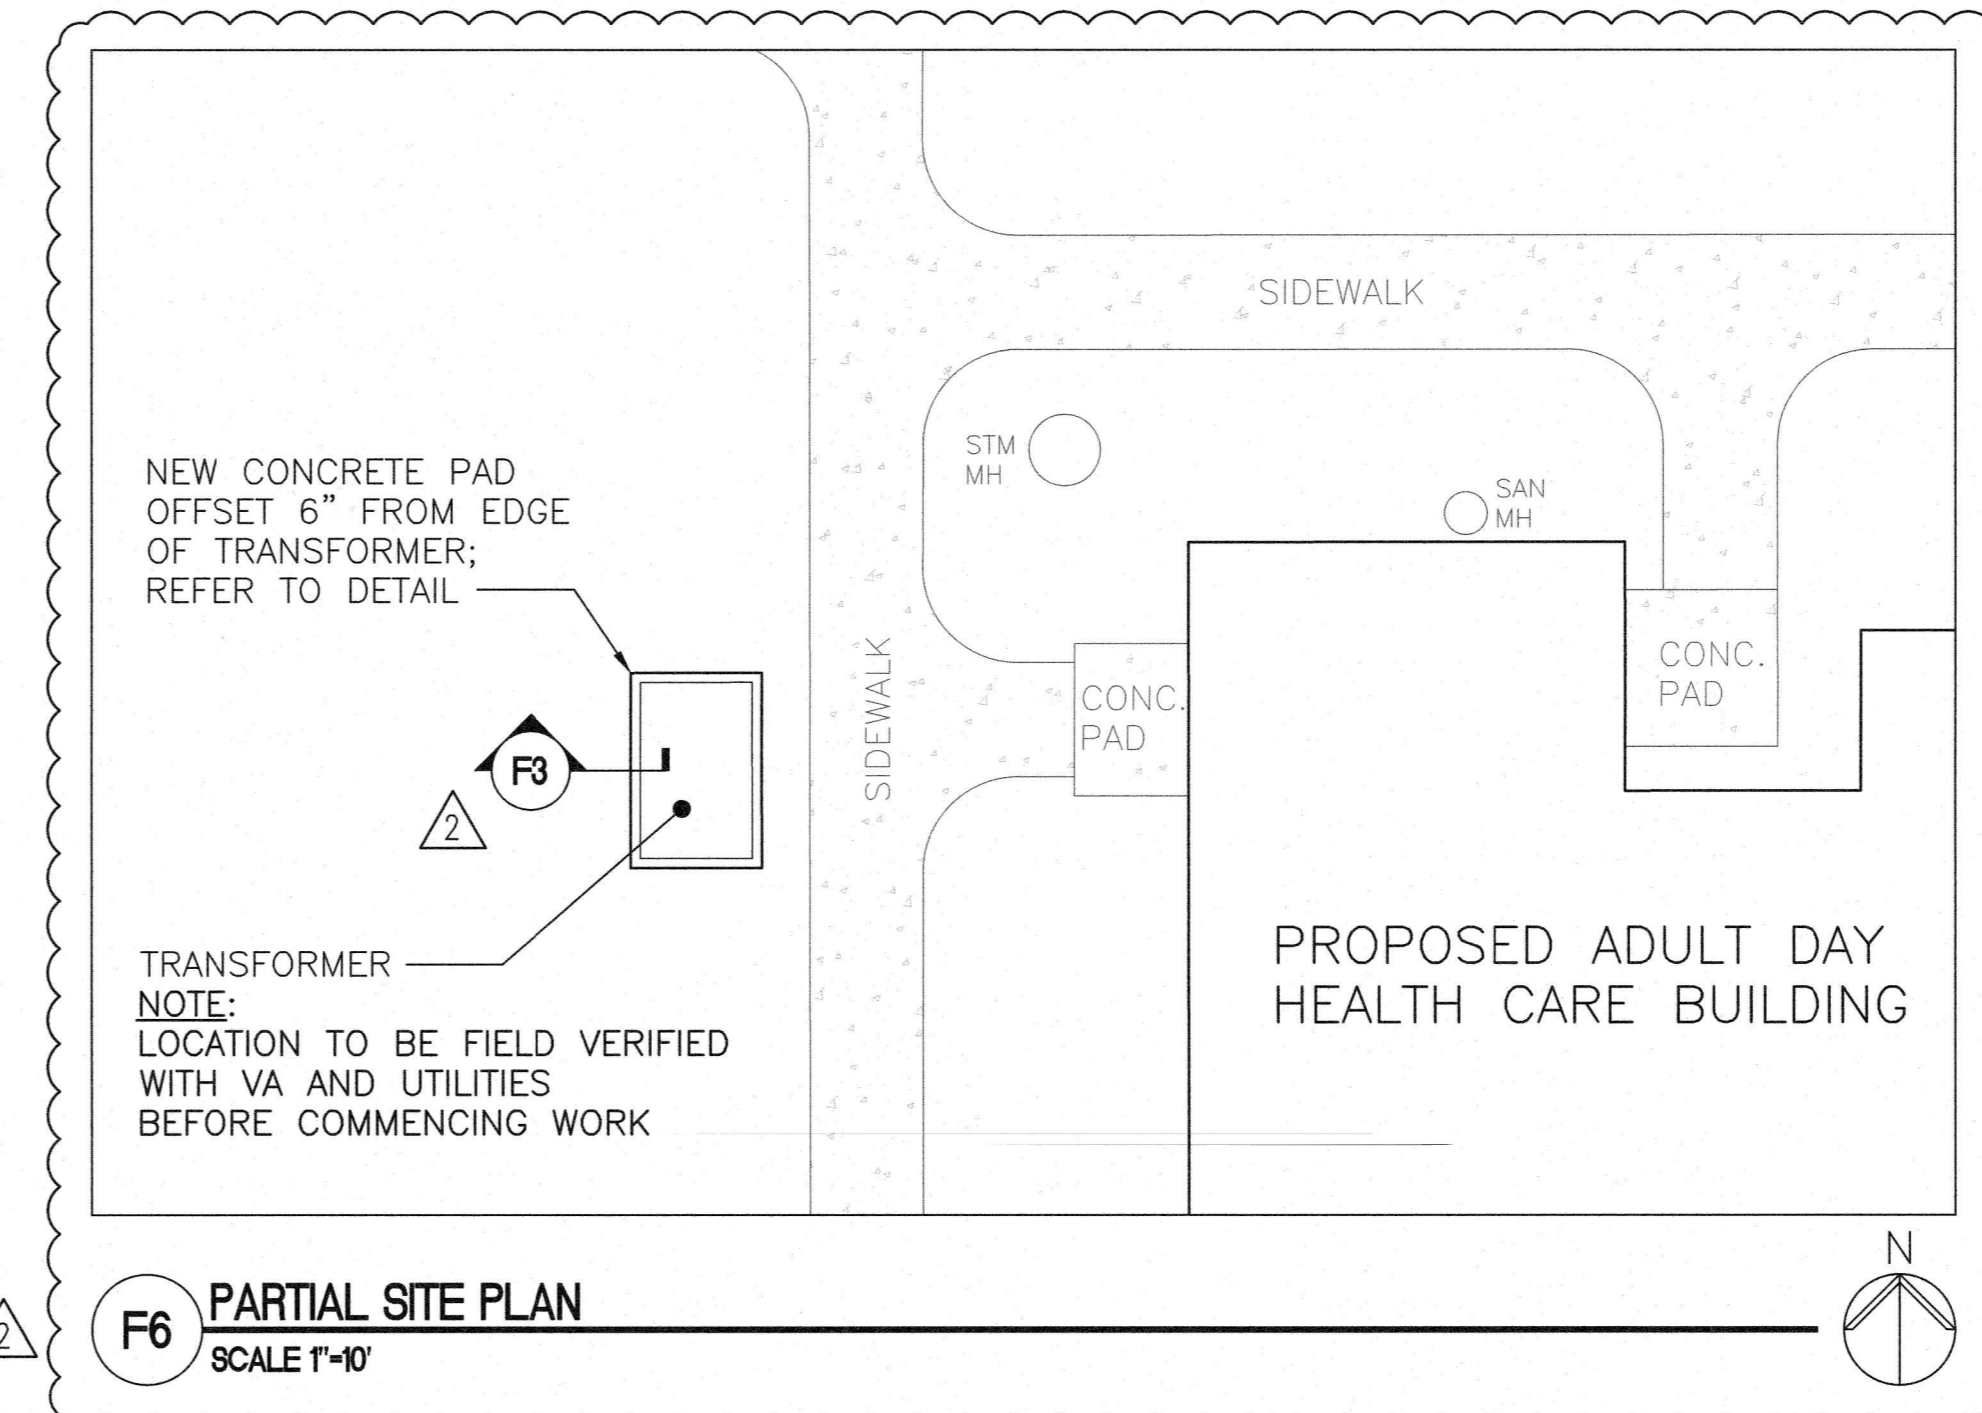 SIDEWALK
STM
MH
SAN
MH
NEW CONCRETE PAD
OFFSET 6" FROM EDGE
OF TRANSFORMER;
REFER TO DETAIL
SIDEWALK
CONC.
PAD
CONC.
PAD
F3
2
TRANSFORMER
NOTE:
LOCATION TO BE FIELD VERIFIED
WITH VA AND UTILITIES
BEFORE COMMENCING WORK
PROPOSED ADULT DAY
HEALTH CARE BUILDING
N
2
F6
PARTIAL SITE PLAN
SCALE 1"=10'